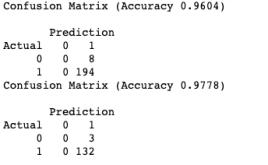 Confusion Matrix (Accuracy 0.9604)
Prediction
Actual 0 1
0 0 8
1 0 194
Confusion Matrix (Accuracy 0.9778)
Prediction
Actual 0 1
0 0 3
1 0 132